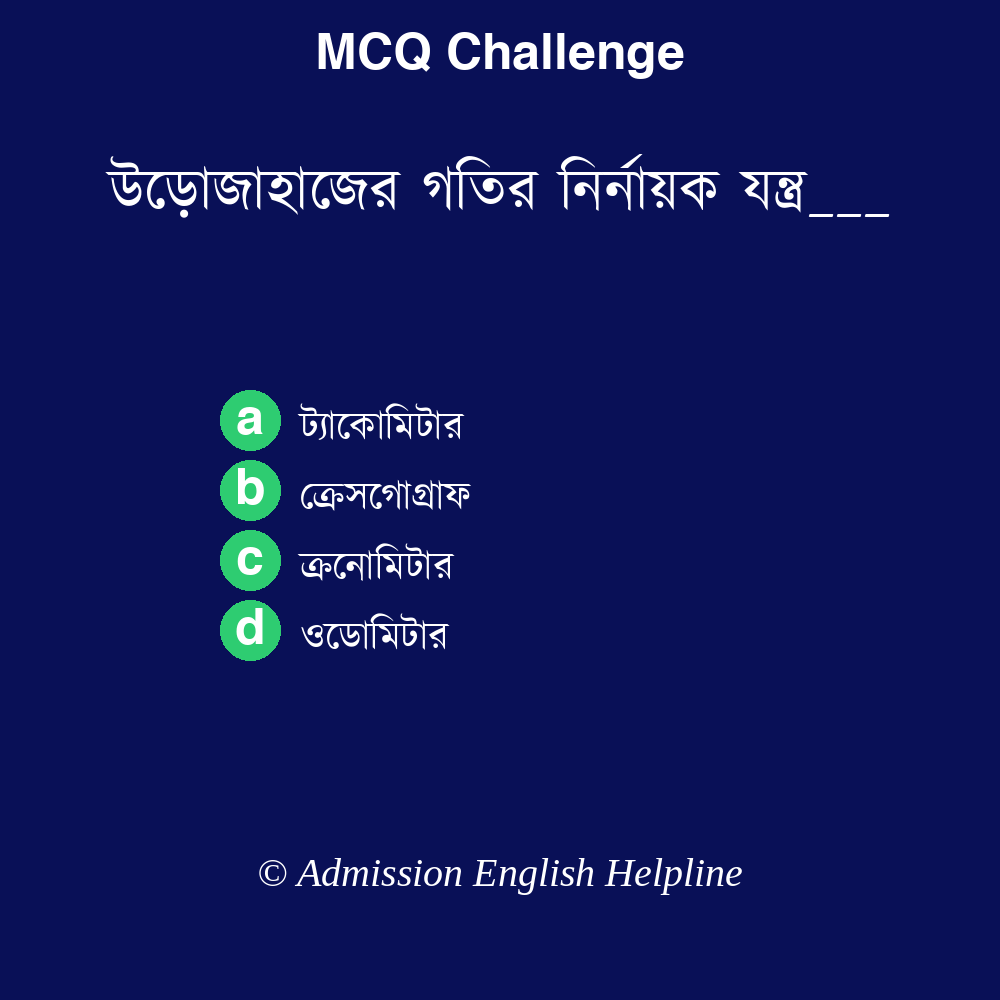 MCQ Challenge
উড়োজাহাজের গতির নির্নায়ক যন্ত্র___
a ট্যাকোমিটার
b ক্রেসগোগ্রাফ
c ক্রনোমিটার
d ওডোমিটার
© Admission English Helpline